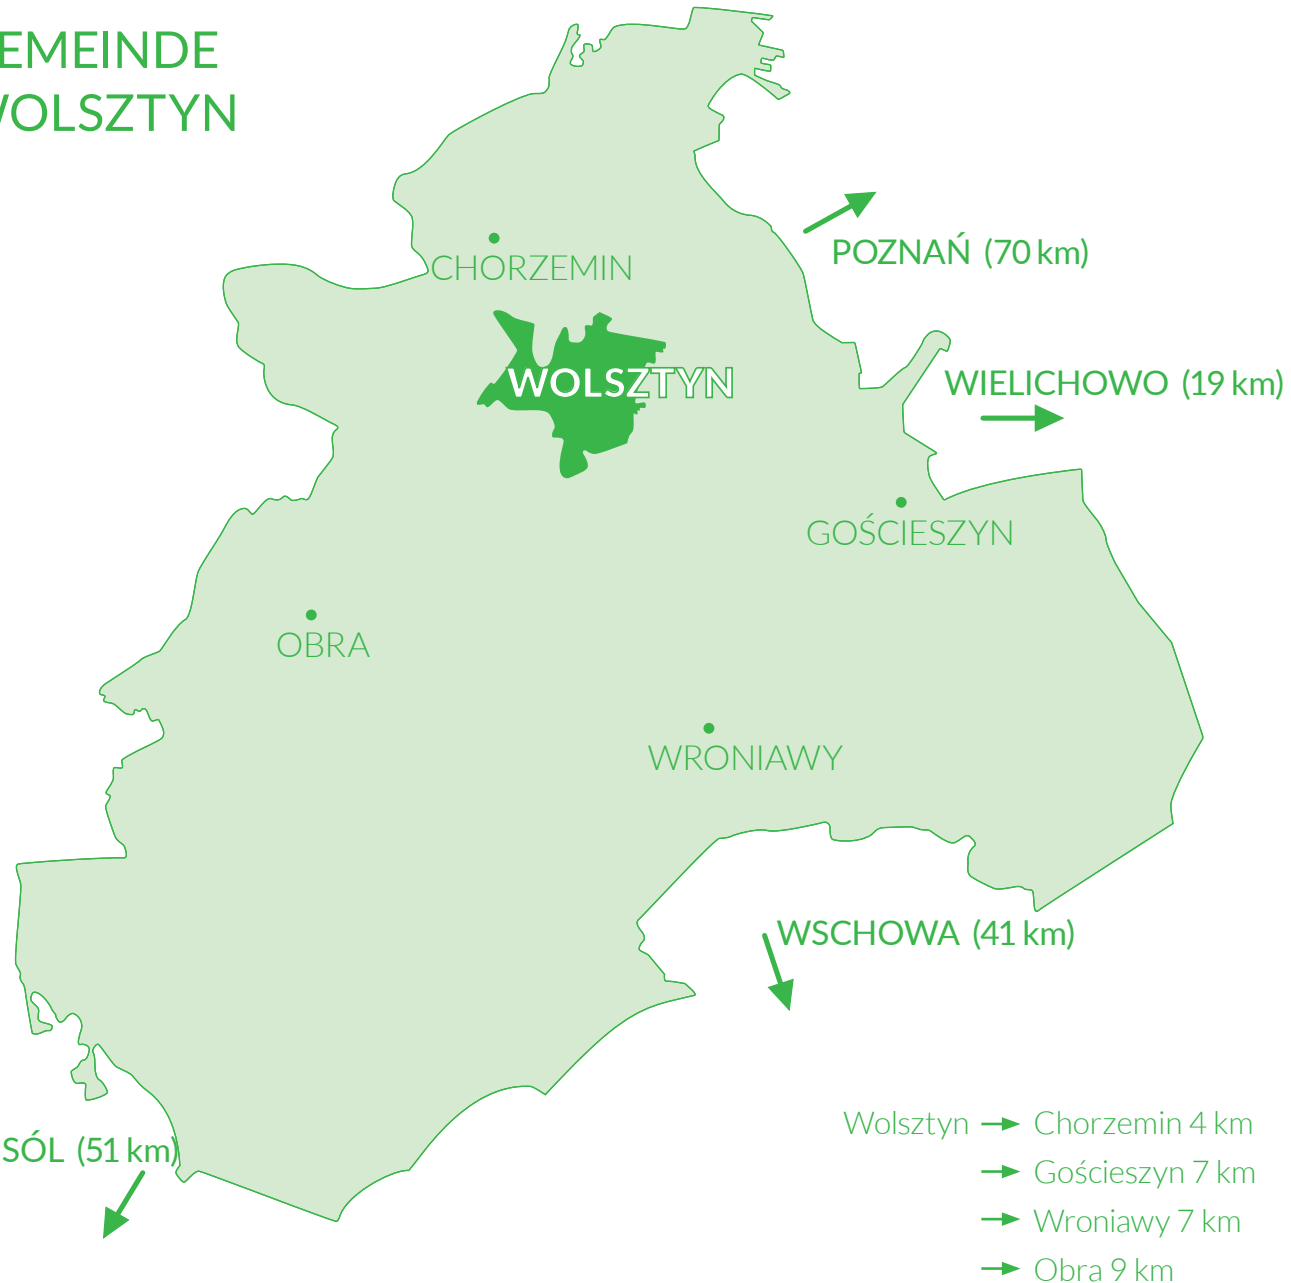 EMEINDE
WOLSZTYN
POZNAŃ (70 km)
CHORZEMIN
WOLSZTYN
WIELICHOWO (19 km)
GOŚCIESZYN
OBRA
WRONIAWY
WSCHOWA (41 km)
SÓL (51 km)
Wolsztyn → Chorzemin 4 km
→ Gościeszyn 7 km
→ Wroniawy 7 km
→ Obra 9 km